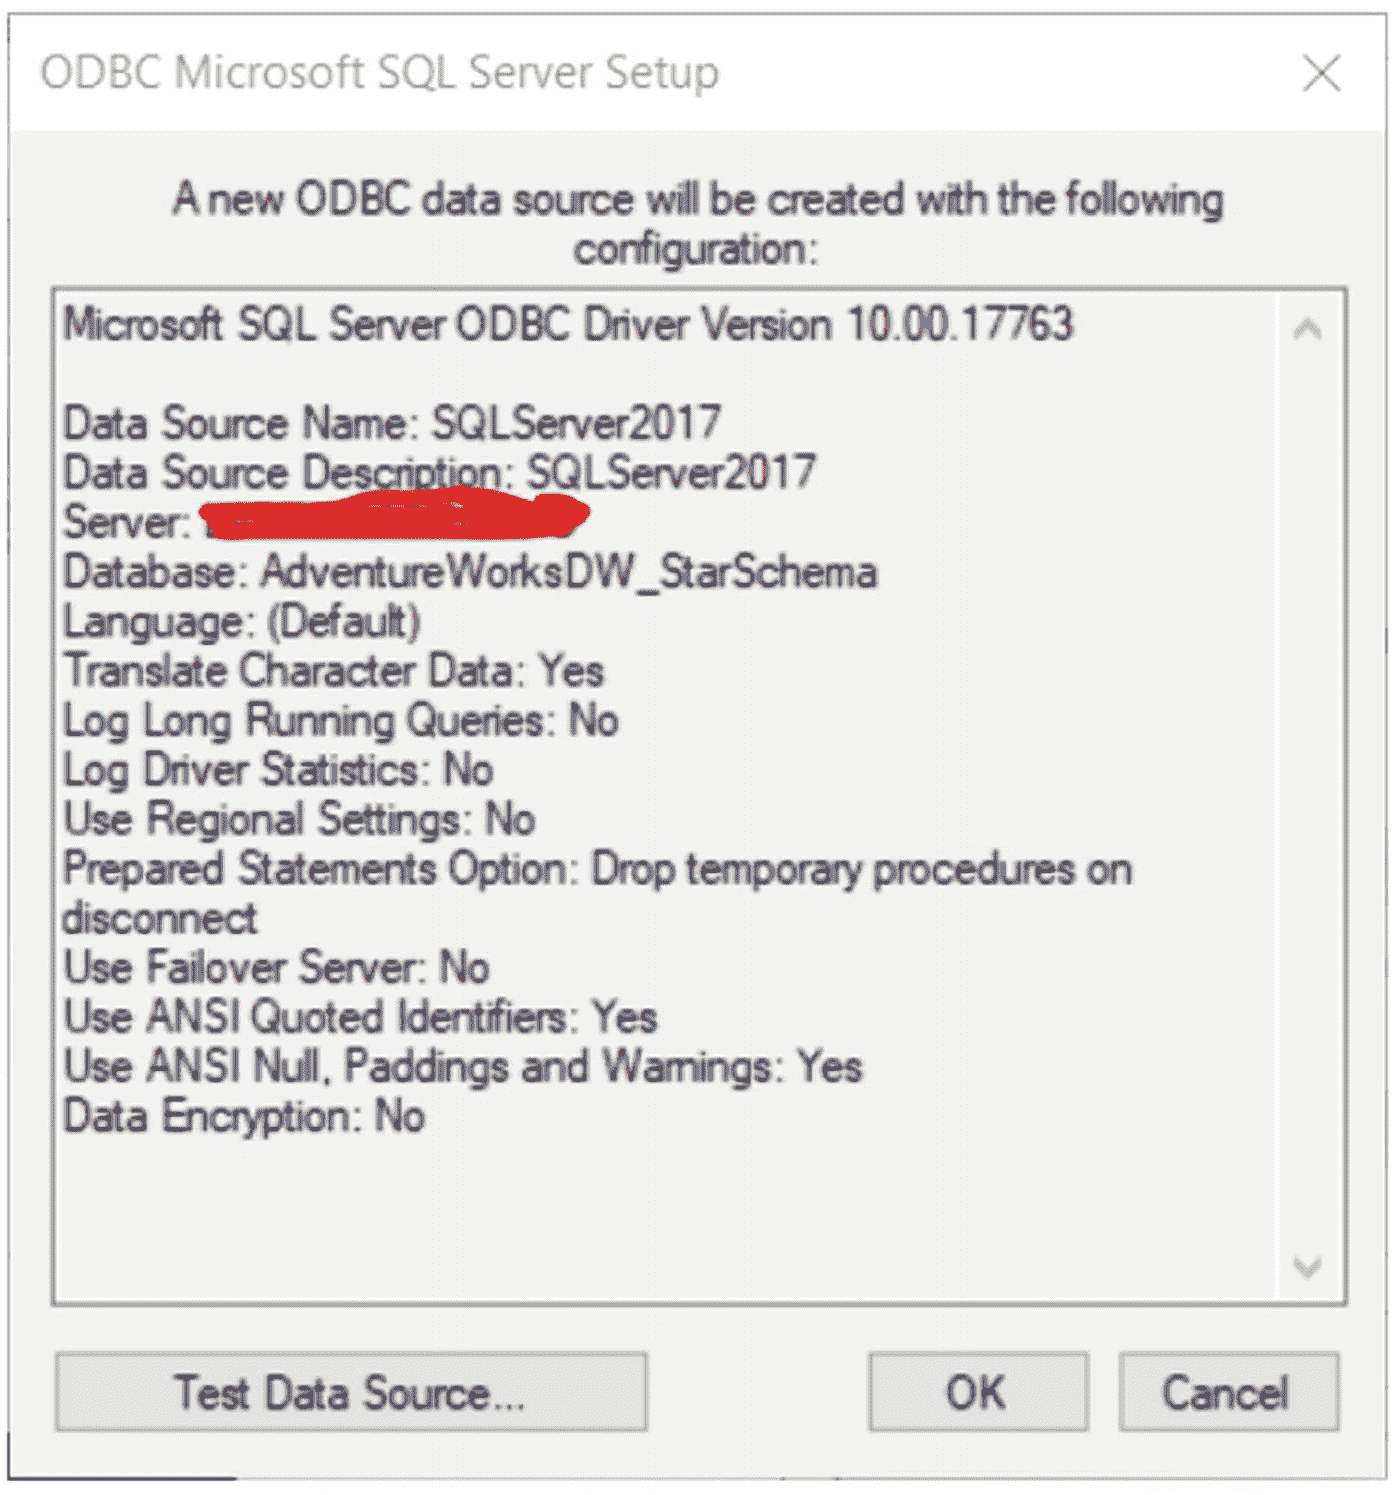 ODBC Microsoft SQL Server Setup
A new ODBC data source will be created with the following
configuration:
Microsoft SQL Server ODBC Driver Version 10.00.17763
Data Source Name: SQLServer2017
Data Source Description: SQLServer2017
Server:
Database: AdventureWorksDW_StarSchema
Language: (Default)
Translate Character Data: Yes
Log Long Running Queries: No
Log Driver Statistics: No
Use Regional Settings: No
Prepared Statements Option: Drop temporary procedures on
disconnect
Use Failover Server: No
Use ANSI Quoted Identifiers: Yes
Use ANSI Null, Paddings and Warnings: Yes
Data Encryption: No
Test Data Source...
OK
Cancel